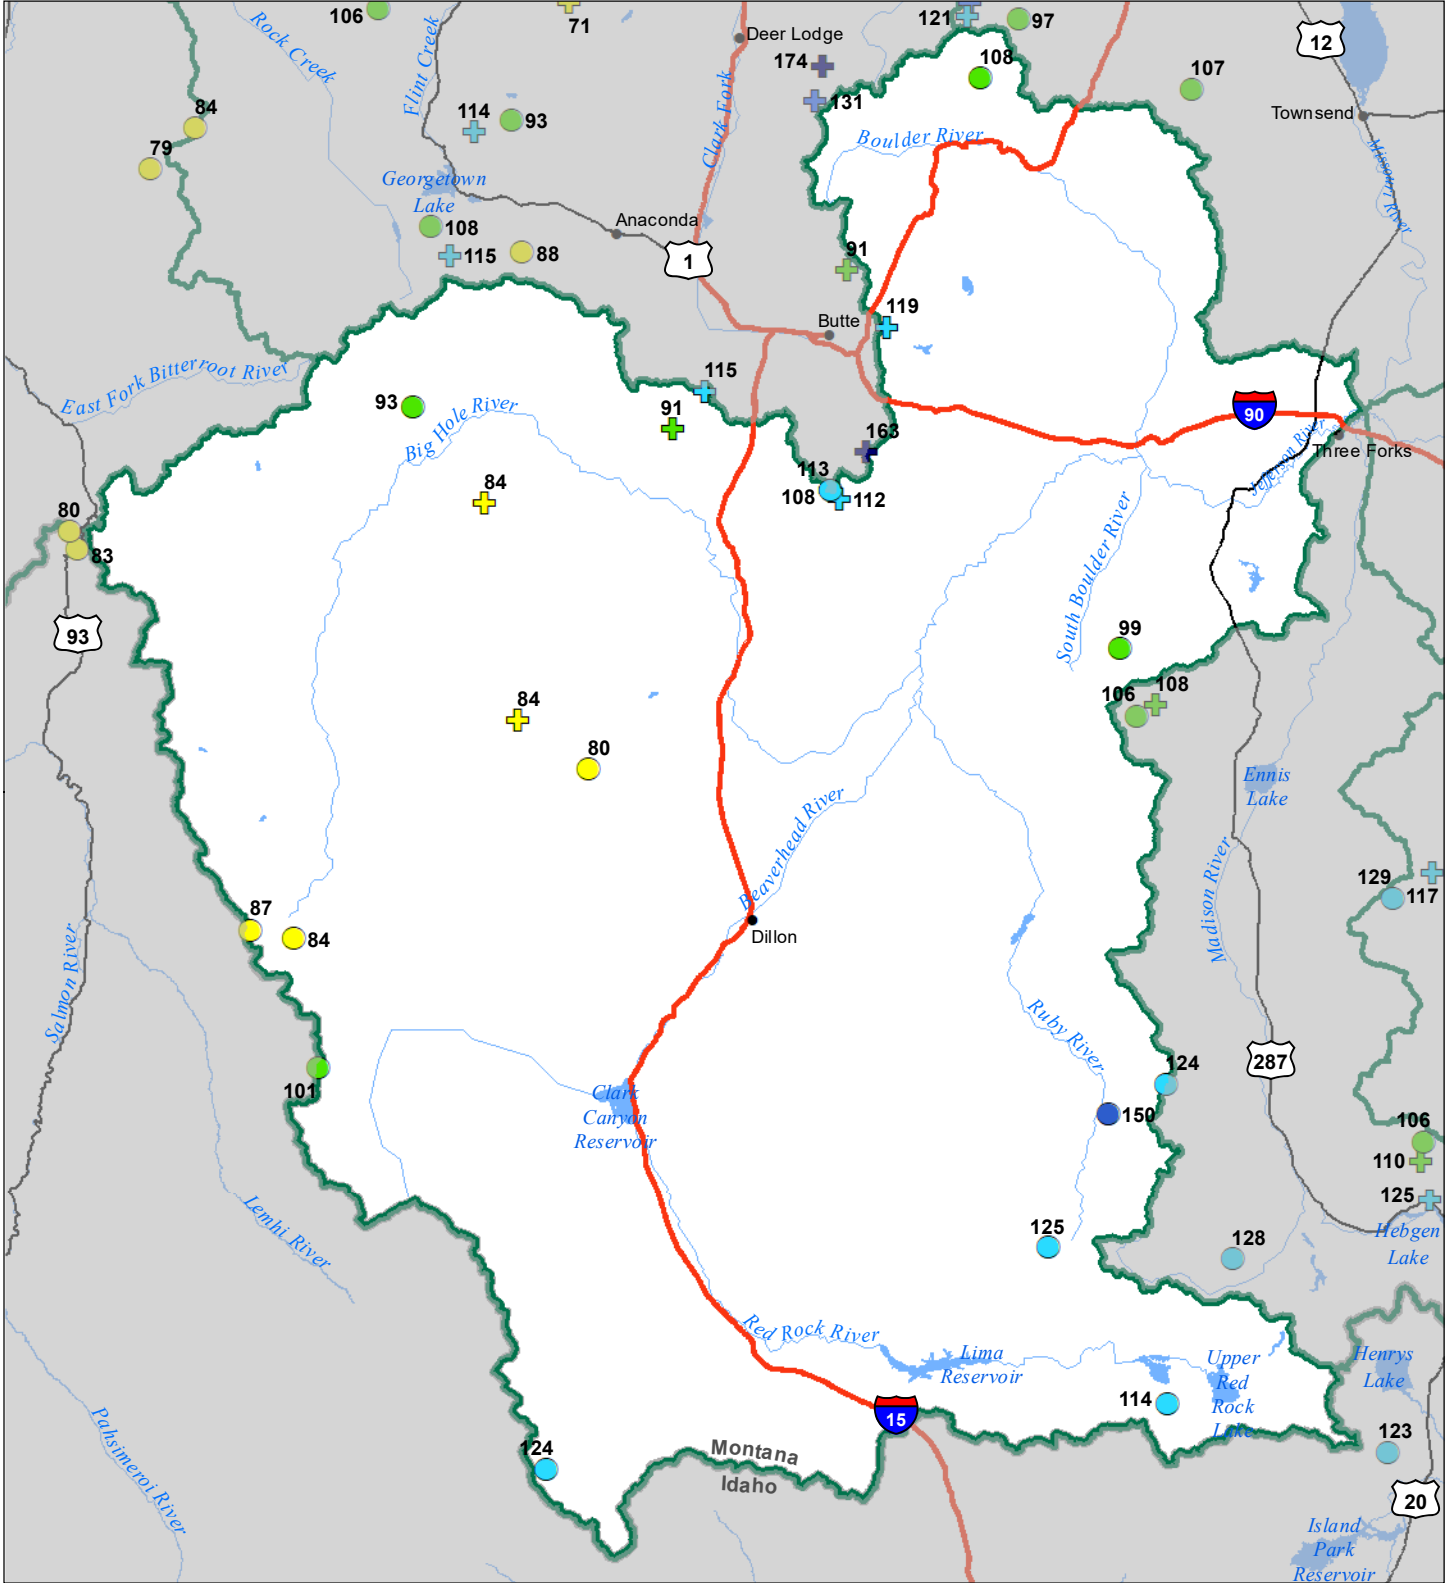 106
Rock Creek
Flint Creek
71
Deer Lodge
121
97
12
174
108
107
84
131
Townsend
114
93
Clark Fork
Boulder River
Missouri River
79
Georgetown
Lake
Anaconda
108
115
88
1
91
119
Butte
East Fork Bitterroot River
115
93
Big Hole River
91
90
163
Jefferson River
Three Forks
113
108
112
84
80
83
South Boulder River
93
99
84
106
108
80
Ennis
Lake
Beaverhead River
Madison River
129
117
87
84
Dillon
Salmon River
Ruby River
287
124
101
Clark
Canyon
Reservoir
150
106
110
125
Lemhi River
125
128
Hebgen
Lake
Red Rock River
Lima
Reservoir
Upper
Red
Rock
Lake
Henrys
Lake
114
15
Pahsimeroi River
124
Montana
Idaho
123
20
Island
Park
Reservoir